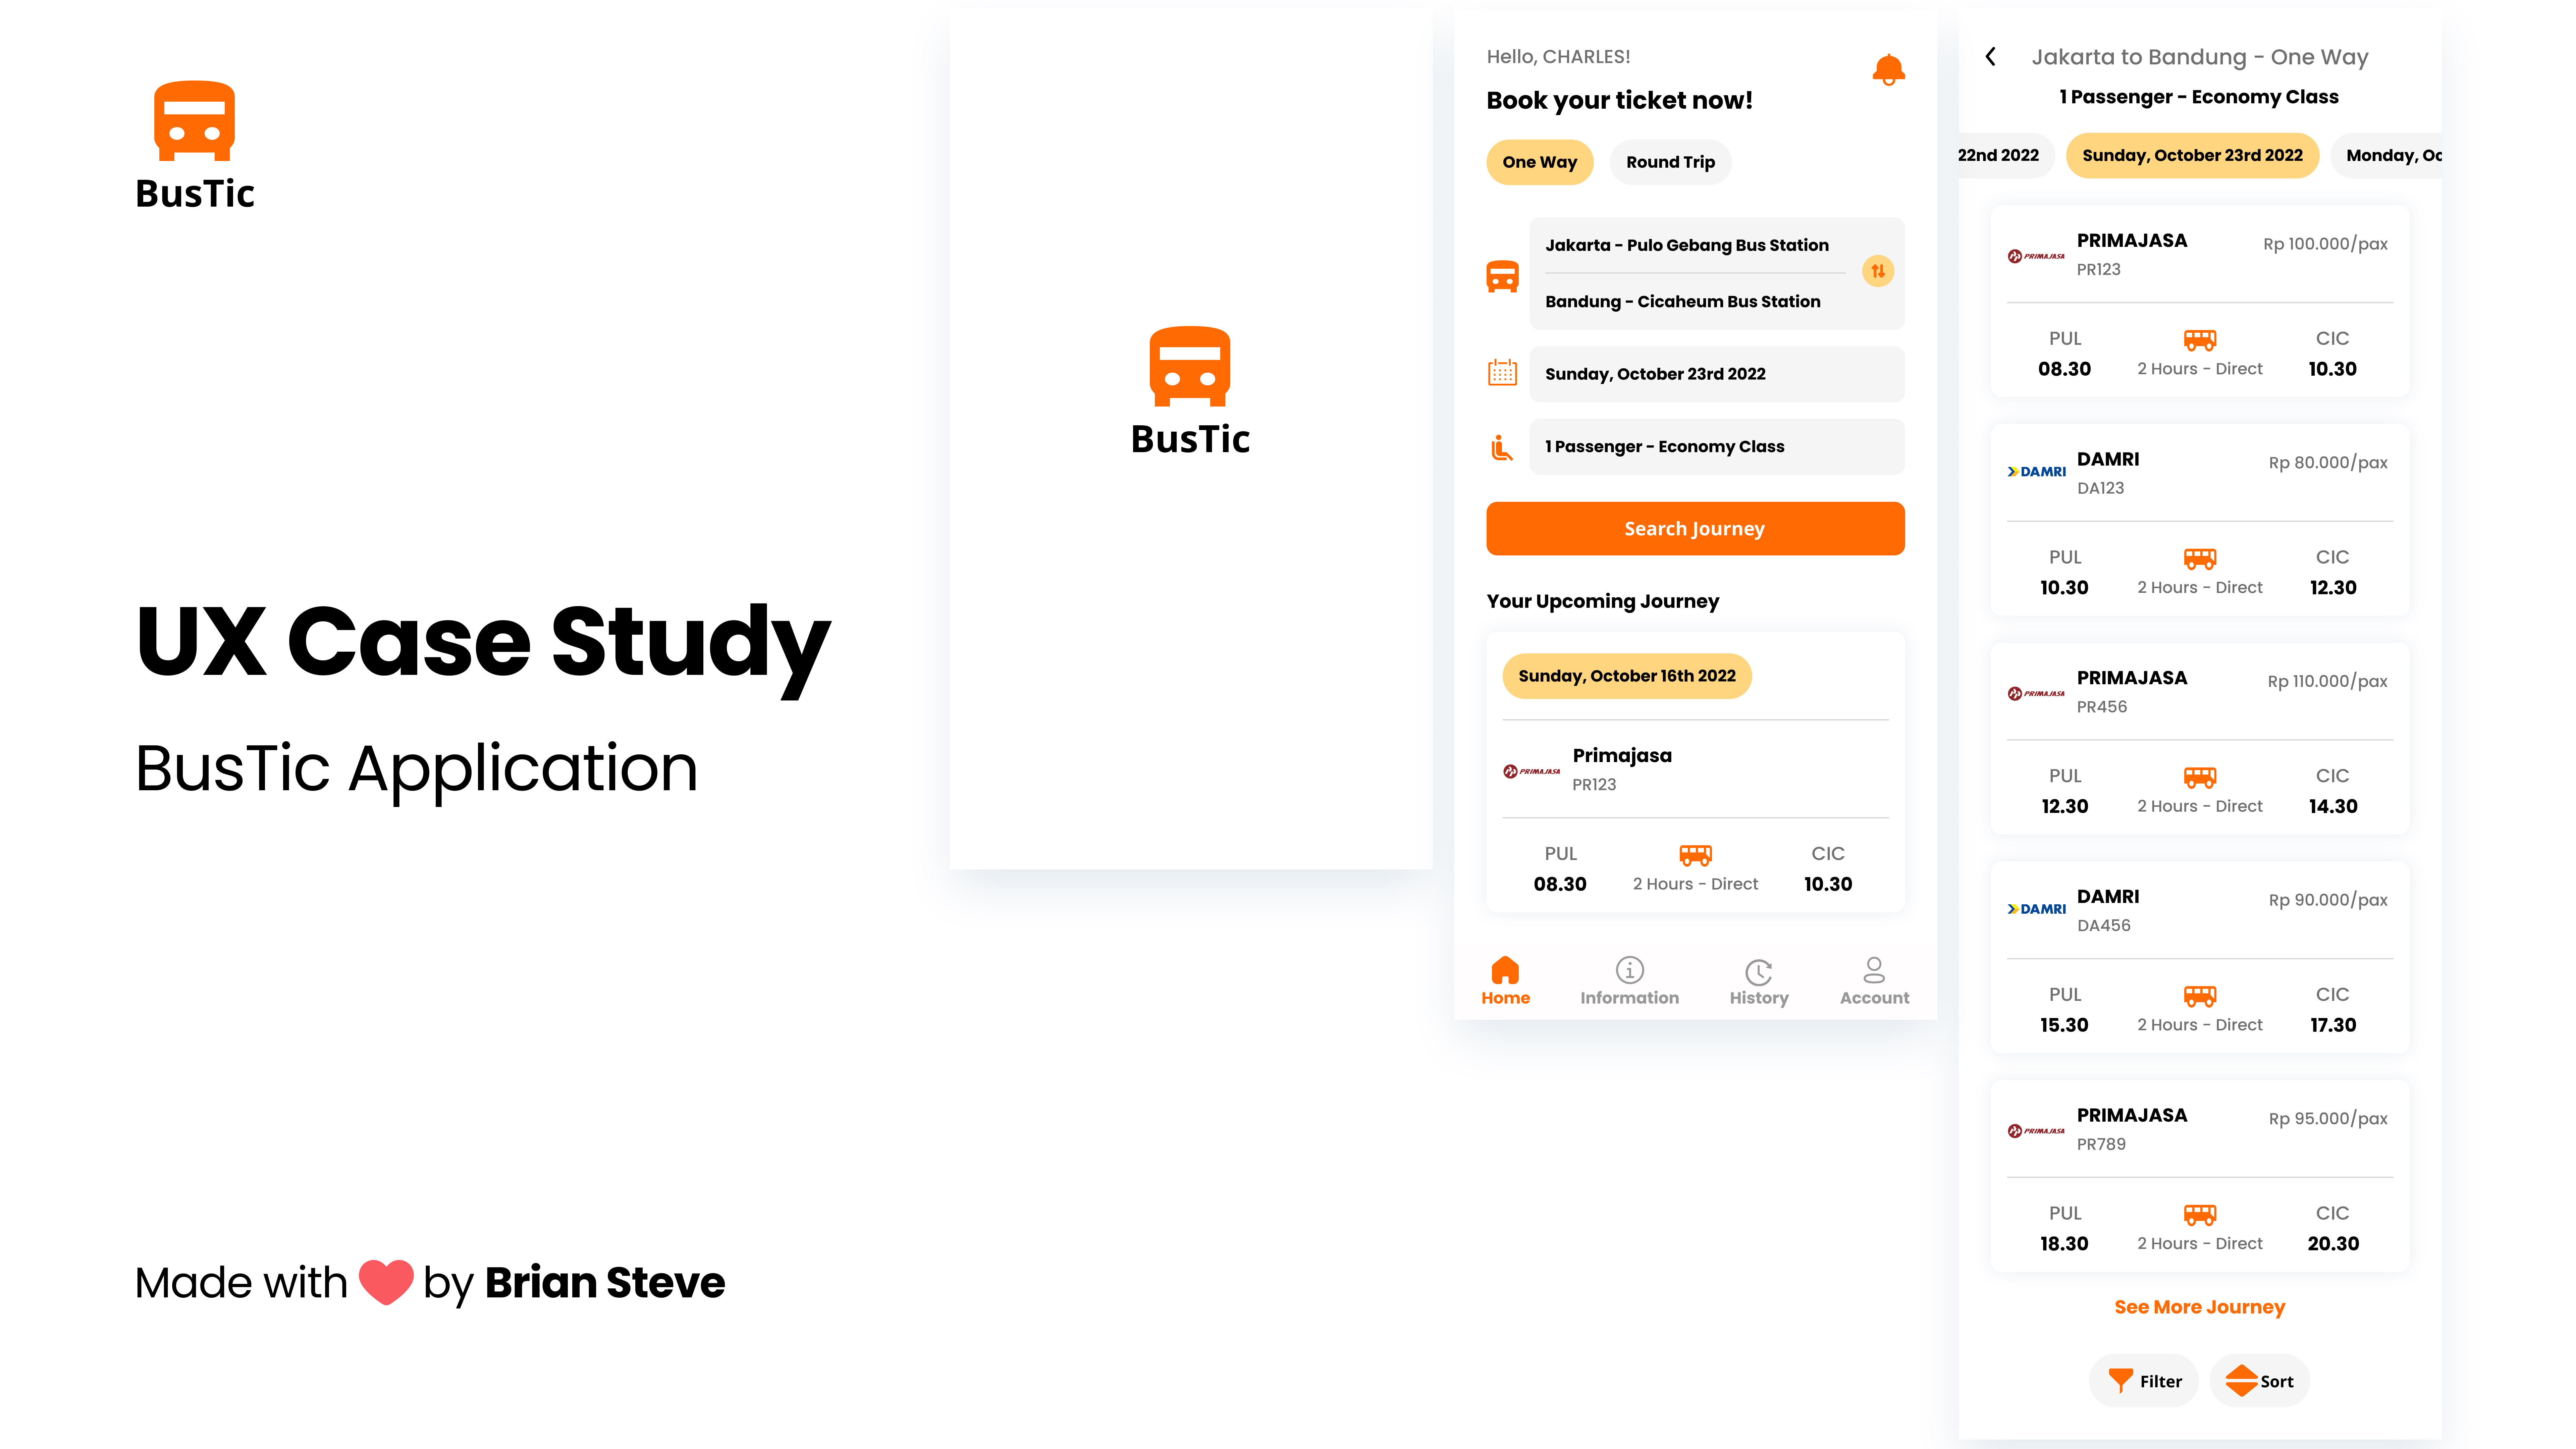 BusTic
UX Case Study
BusTic Application
Made with by Brian Steve
BusTic
Hello, CHARLES!
Book your ticket now!
One Way
Round Trip
Jakarta - Pulo Gebang Bus Station
Bandung - Cicaheum Bus Station
Sunday, October 23rd 2022
1 Passenger - Economy Class
Search Journey
Your Upcoming Journey
Sunday, October 16th 2022
PRIMAJASA
Primajasa
PR123
PUL
CIC
08.30
2 Hours - Direct
10.30
Home
Information
History
Account
Jakarta to Bandung - One Way
1 Passenger - Economy Class
22nd 2022
Sunday, October 23rd 2022
Monday, Oc
PRIMAJASA
PRIMAJASA
Rp 100.000/pax
PR123
PUL
CIC
08.30
2 Hours - Direct
10.30
DAMRI
DAMRI
Rp 80.000/pax
DA123
PUL
CIC
10.30
2 Hours - Direct
12.30
PRIMAJASA
PRIMAJASA
Rp 110.000/pax
PR456
PUL
CIC
12.30
2 Hours - Direct
14.30
DAMRI
DAMRI
Rp 90.000/pax
DA456
PUL
CIC
15.30
2 Hours - Direct
17.30
PRIMAJASA
PRIMAJASA
Rp 95.000/pax
PR789
PUL
CIC
18.30
2 Hours - Direct
20.30
See More Journey
Filter
Sort